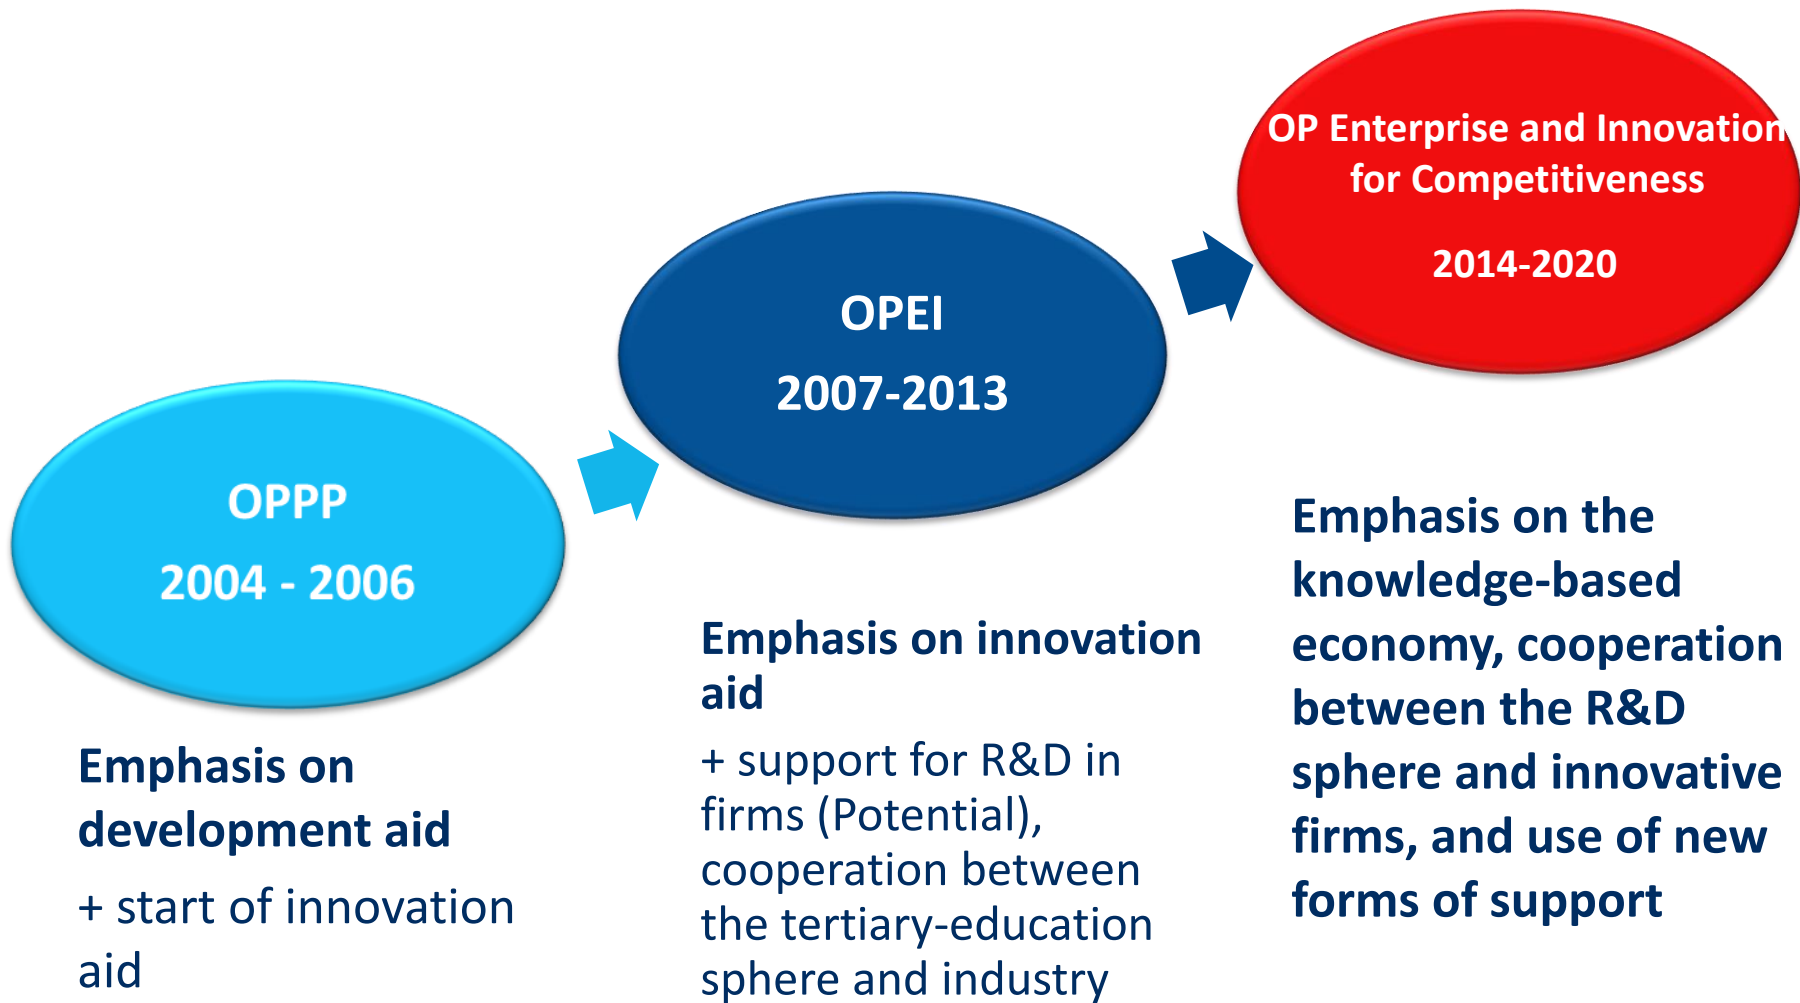 OPPP
2004 - 2006
Emphasis on
development aid
+ start of innovation
aid
OPEI
2007-2013
Emphasis on innovation
aid
+ support for R&D in
firms (Potential),
cooperation between
the tertiary-education
sphere and industry
OP Enterprise and Innovation
for Competitiveness
2014-2020
Emphasis on the
knowledge-based
economy, cooperation
between the R&D
sphere and innovative
firms, and use of new
forms of support